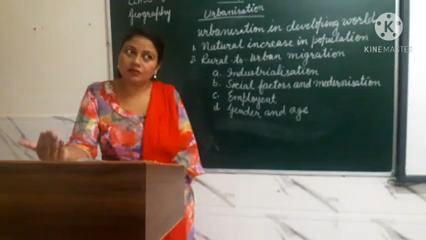 Geography
Urbanisation
Urbanisation in developing world
1. Natural increase in population
2. Rural to Urban migration
a. Industrialisation
b. Social factors and modernisation
c. Employent
d Gender and age
K
KINEMASTER